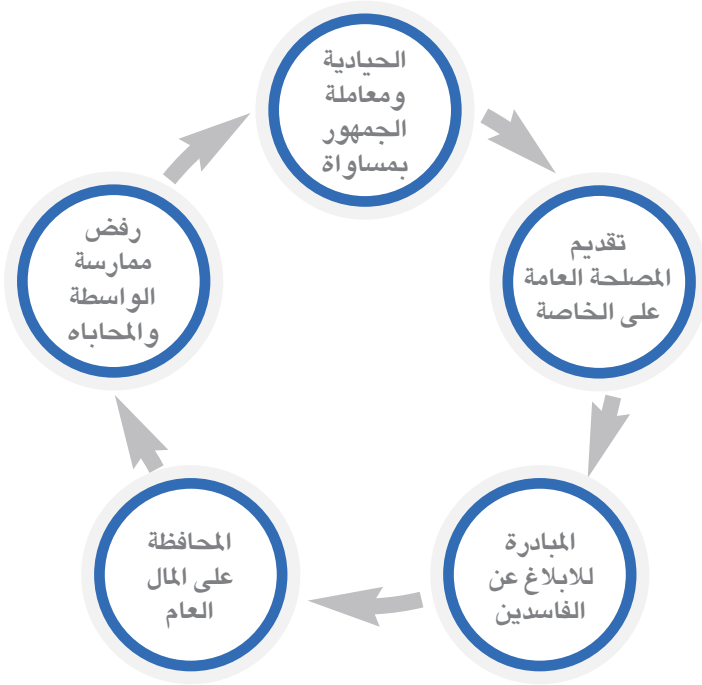 الحيادية
ومعاملة
الجمهور
بمساواة
تقديم
المصلحة العامة
على الخاصة
المبادرة
للابلاغ عن
الفاسدين
المحافظة
على المال
العام
رفض
ممارسة
الواسطة
والمحاباه